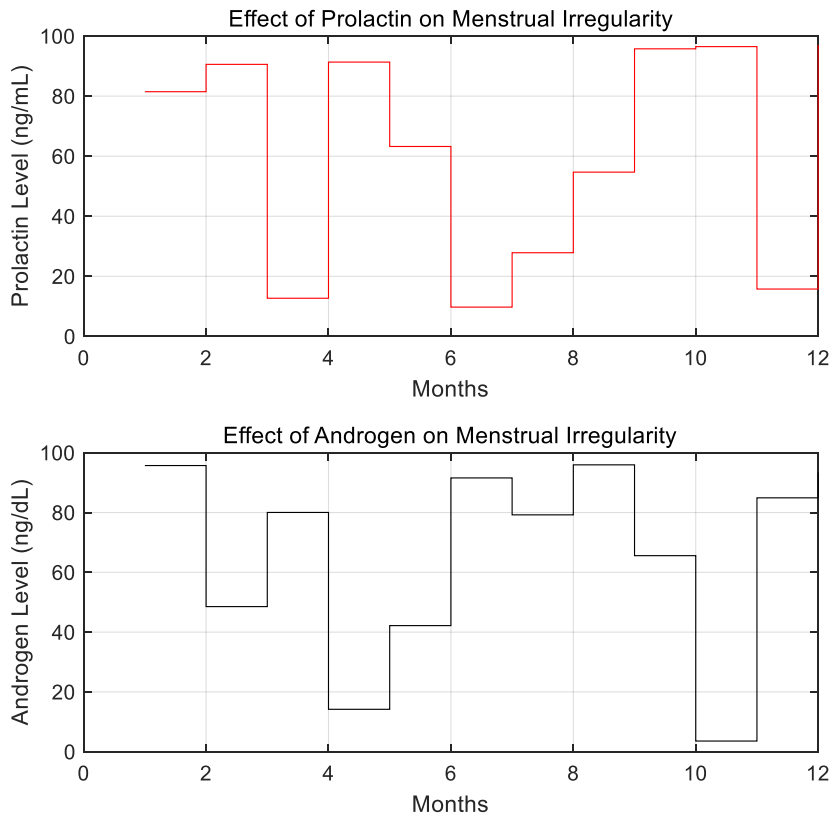 Effect of Prolactin on Menstrual Irregularity
100
80
60
40
20
0
Prolactin Level (ng/mL)
0 2 4 6 8 10 12
Months
Effect of Androgen on Menstrual Irregularity
100
80
60
40
20
0
Androgen Level (ng/dL)
0 2 4 6 8 10 12
Months